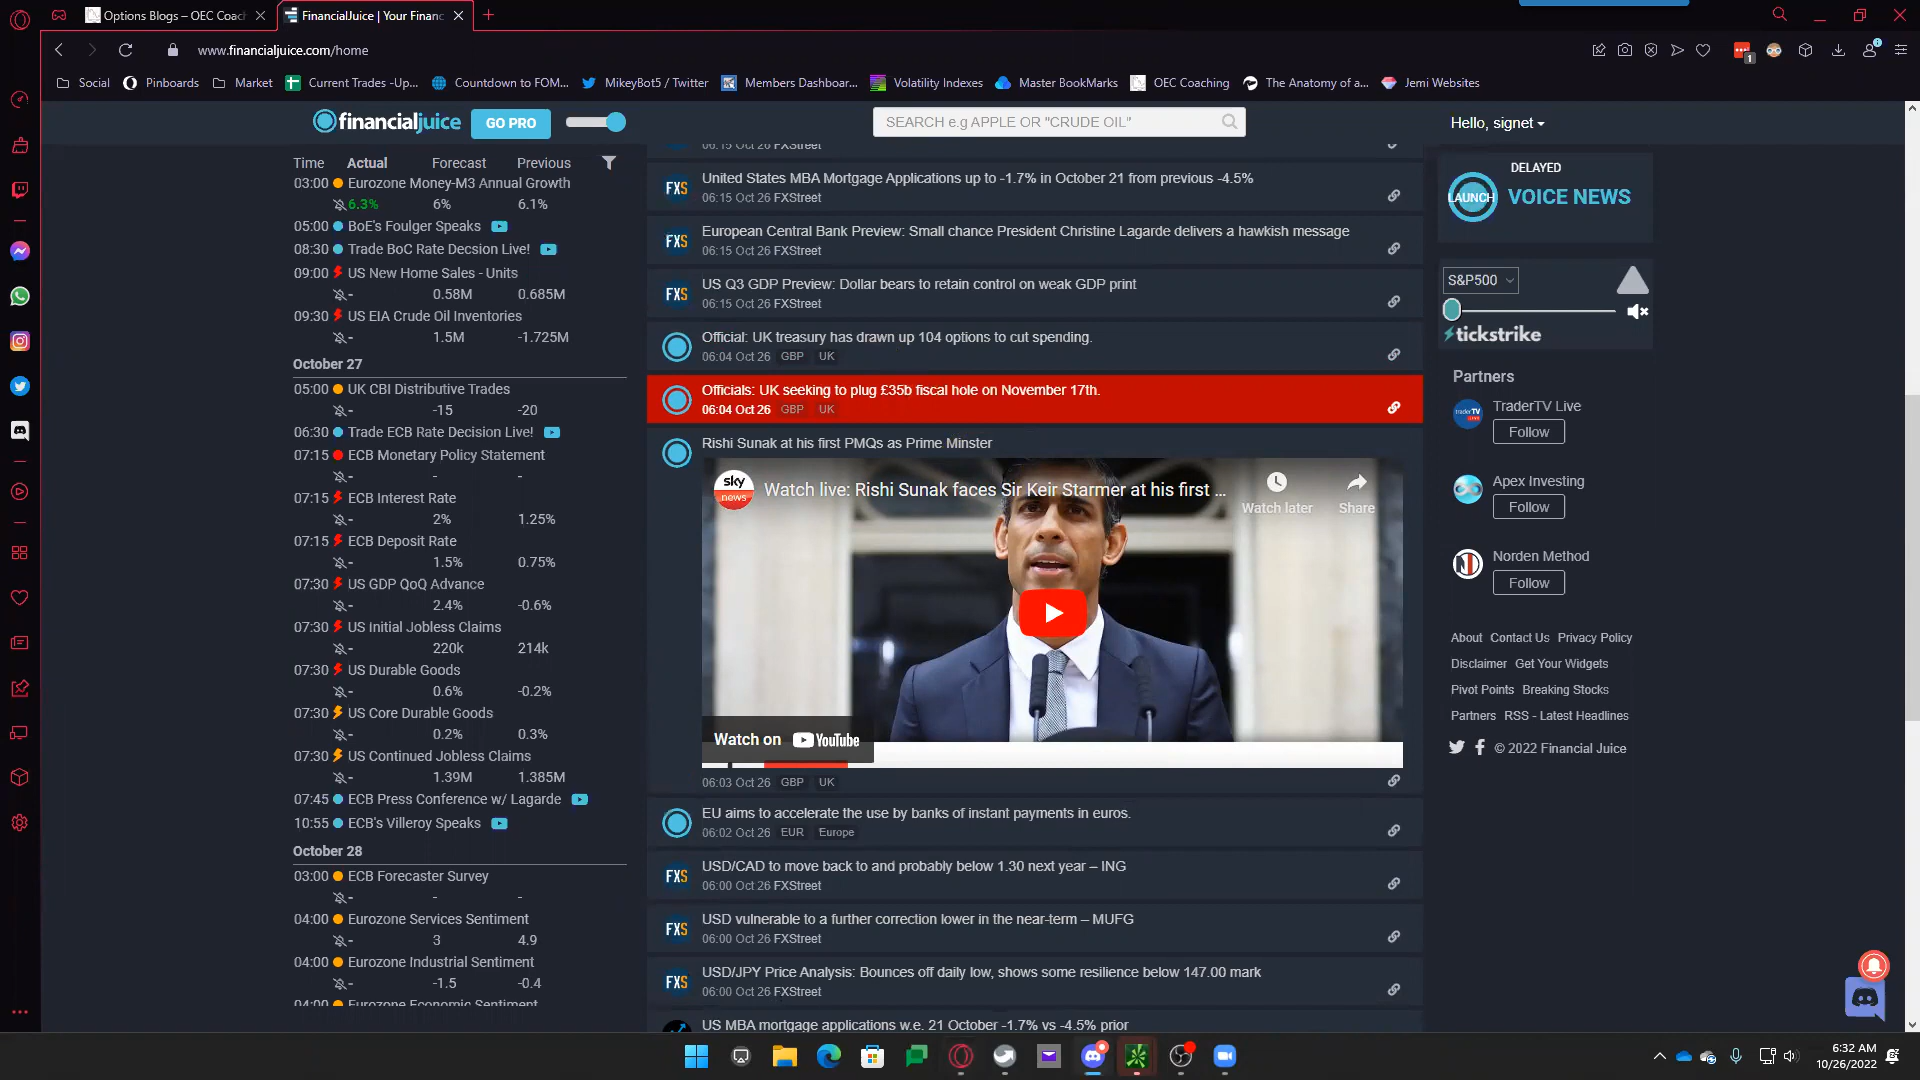 Options Blogs – OEC Coach
FinancialJuice | Your Financ
www.financialjuice.com/home
1
Social
Pinboards
Market
Current Trades -Up...
Countdown to FOM...
MikeyBot5 / Twitter
Members Dashboar...
Volatility Indexes
Master BookMarks
OEC Coaching
The Anatomy of a...
Jemi Websites
financialjuice
GO PRO
SEARCH e.g APPLE OR "CRUDE OIL"
Hello, signet
Time Actual Forecast Previous
03:00 Eurozone Money-M3 Annual Growth
6.3% 6% 6.1%
05:00 BoE's Foulger Speaks
08:30 Trade BoC Rate Decsion Live!
09:00 US New Home Sales - Units
- 0.58M 0.685M
09:30 US EIA Crude Oil Inventories
- 1.5M -1.725M
October 27
05:00 UK CBI Distributive Trades
- -15 -20
06:30 Trade ECB Rate Decision Live!
07:15 ECB Monetary Policy Statement
- - -
07:15 ECB Interest Rate
- 2% 1.25%
07:15 ECB Deposit Rate
- 1.5% 0.75%
07:30 US GDP QoQ Advance
- 2.4% -0.6%
07:30 US Initial Jobless Claims
- 220k 214k
07:30 US Durable Goods
- 0.6% -0.2%
07:30 US Core Durable Goods
- 0.2% 0.3%
07:30 US Continued Jobless Claims
- 1.39M 1.385M
07:45 ECB Press Conference w/ Lagarde
10:55 ECB's Villeroy Speaks
October 28
03:00 ECB Forecaster Survey
- - -
04:00 Eurozone Services Sentiment
- 3 4.9
04:00 Eurozone Industrial Sentiment
- -1.5 -0.4
04:00 Eurozone Economic Sentiment
06:15 Oct 26 FXStreet
FXS
United States MBA Mortgage Applications up to -1.7% in October 21 from previous -4.5%
06:15 Oct 26 FXStreet
FXS
European Central Bank Preview: Small chance President Christine Lagarde delivers a hawkish message
06:15 Oct 26 FXStreet
FXS
US Q3 GDP Preview: Dollar bears to retain control on weak GDP print
06:15 Oct 26 FXStreet
Official: UK treasury has drawn up 104 options to cut spending.
06:04 Oct 26 GBP UK
Officials: UK seeking to plug £35b fiscal hole on November 17th.
06:04 Oct 26 GBP UK
Rishi Sunak at his first PMQs as Prime Minster
sky news
Watch live: Rishi Sunak faces Sir Keir Starmer at his first ...
Watch later
Share
Watch on YouTube
06:03 Oct 26 GBP UK
EU aims to accelerate the use by banks of instant payments in euros.
06:02 Oct 26 EUR Europe
FXS
USD/CAD to move back to and probably below 1.30 next year – ING
06:00 Oct 26 FXStreet
FXS
USD vulnerable to a further correction lower in the near-term – MUFG
06:00 Oct 26 FXStreet
FXS
USD/JPY Price Analysis: Bounces off daily low, shows some resilience below 147.00 mark
06:00 Oct 26 FXStreet
US MBA mortgage applications w.e. 21 October -1.7% vs -4.5% prior
DELAYED
LAUNCH
VOICE NEWS
S&P500
tickstrike
Partners
TraderTV Live
Follow
Apex Investing
Follow
Norden Method
Follow
About Contact Us Privacy Policy
Disclaimer Get Your Widgets
Pivot Points Breaking Stocks
Partners RSS - Latest Headlines
© 2022 Financial Juice
6:32 AM
10/26/2022